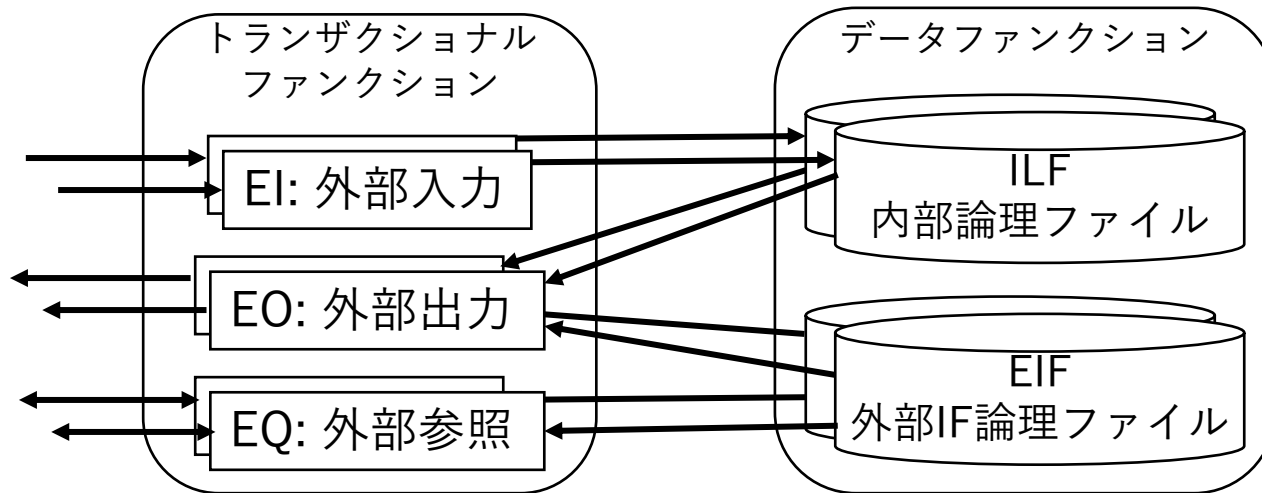 トランザクショナル
ファンクション
EI: 外部入力
EO: 外部出力
EQ: 外部参照
データファンクション
ILF
内部論理ファイル
EIF
外部IF論理ファイル